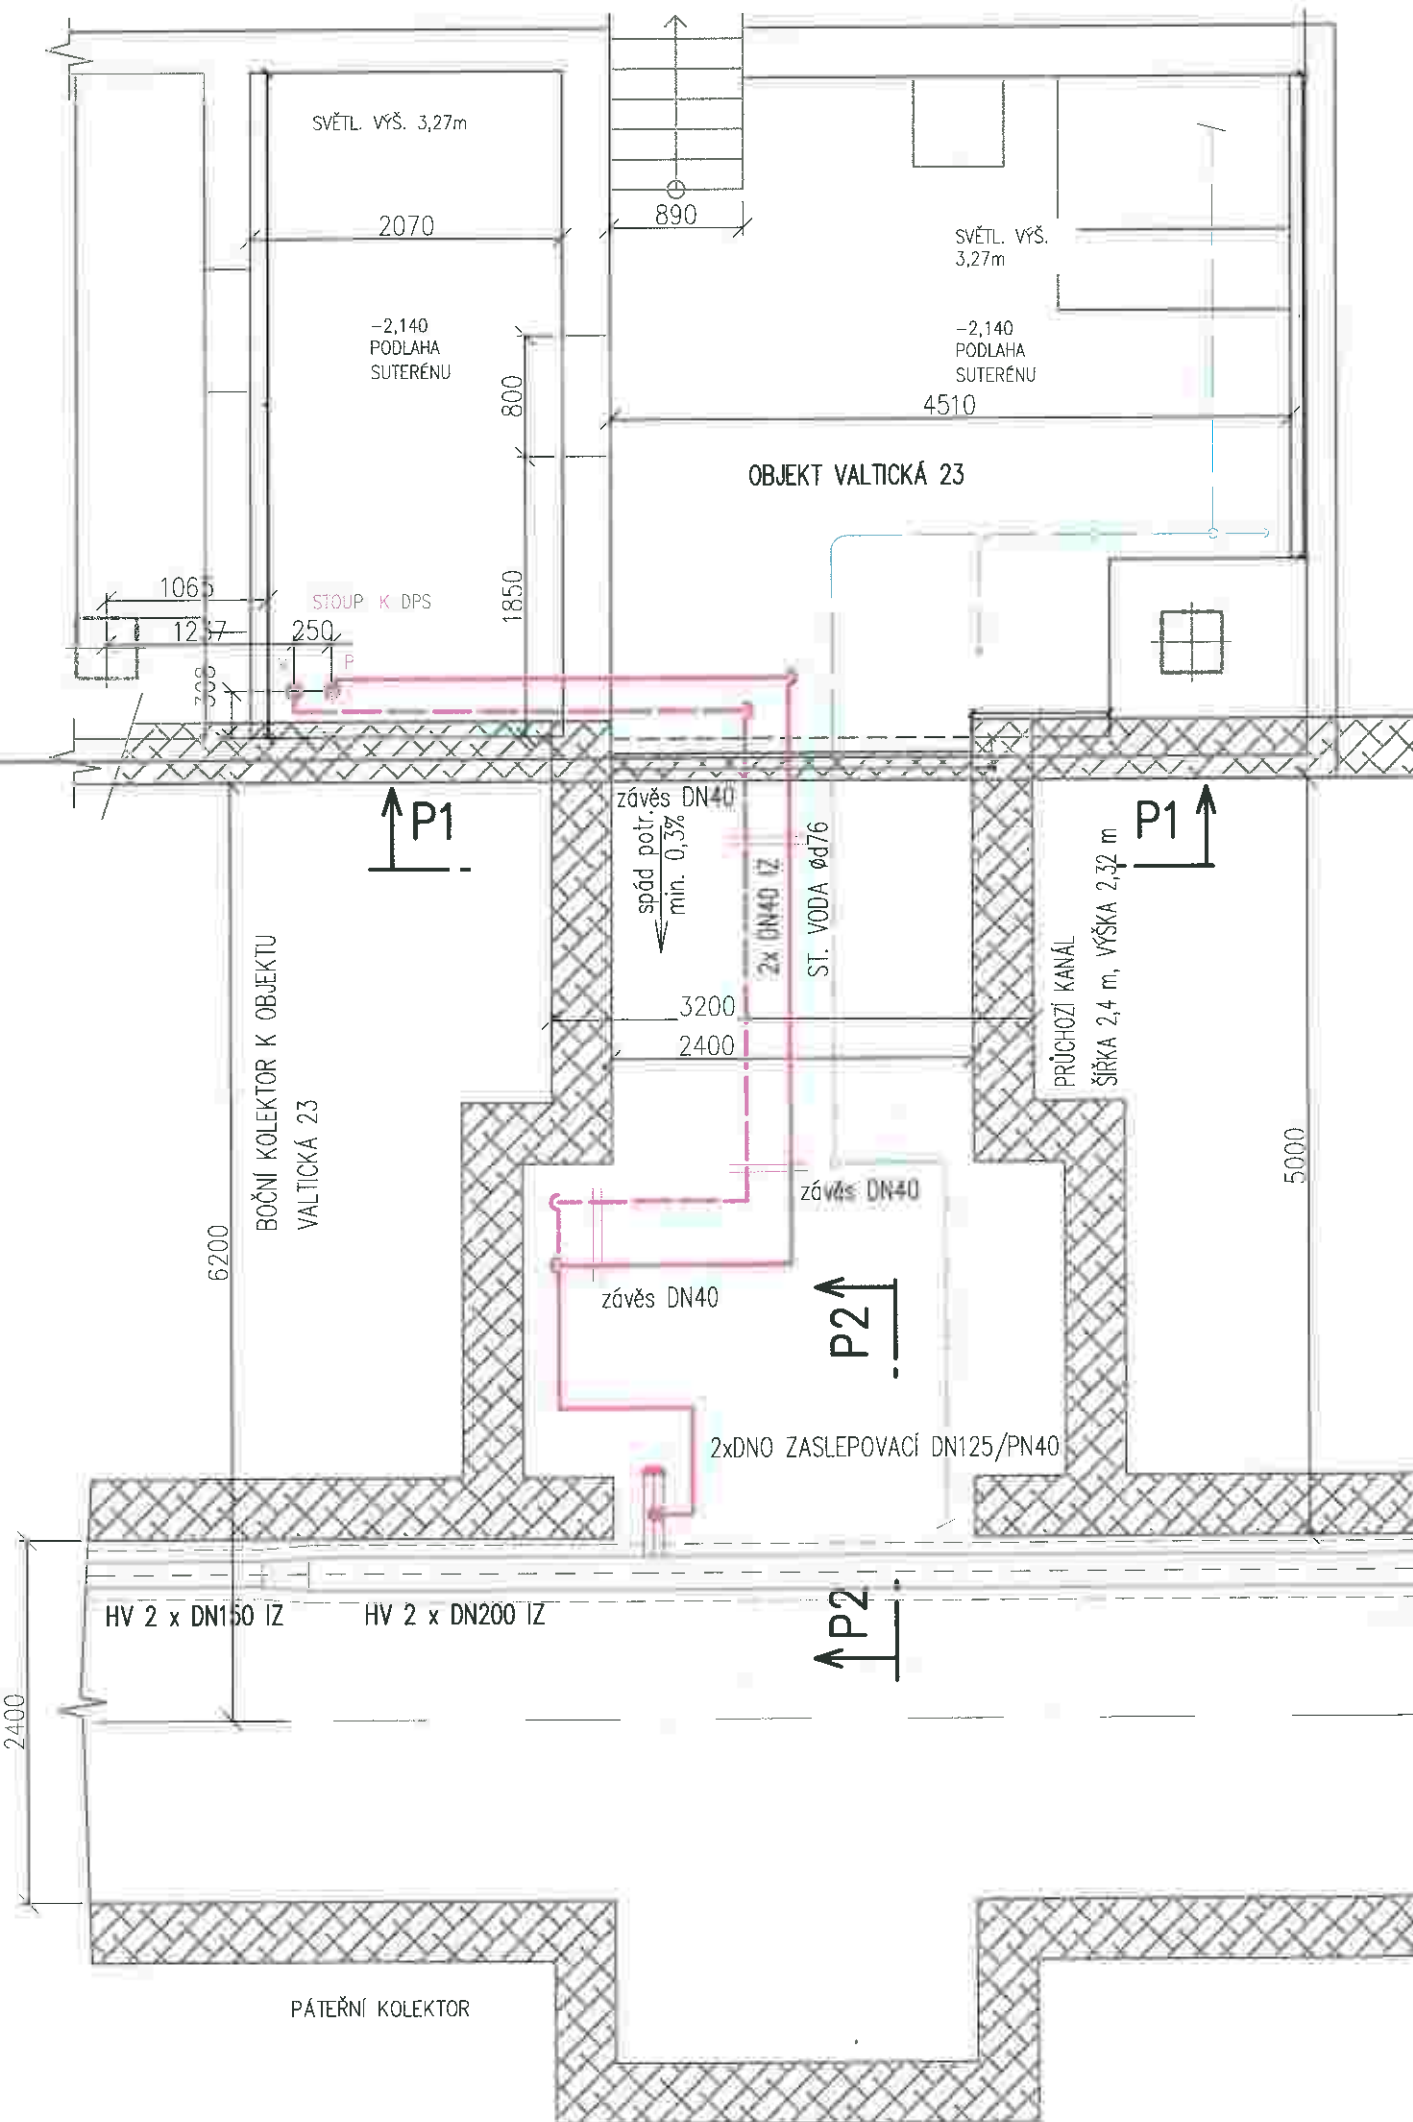 SVĚTL. VÝŠ. 3,27m
890
2070
SVĚTL. VÝŠ.
3,27m
-2,140
PODLAHA
SUTERÉNU
-2,140
PODLAHA
SUTERÉNU
800
4510
OBJEKT VALTICKÁ 23
1065
STOUP K DPS
1850
250
P
závěs DN40
P1
P1
spád potr.
min. 0,3%
2x DN40 IZ
ST. VODA ød76
BOČNÍ KOLEKTOR K OBJEKTU
VALTICKÁ 23
PRŮCHOZÍ KANÁL
ŠÍŘKA 2,4 m, VÝŠKA 2,32 m
3200
2400
5000
závěs DN40
6200
závěs DN40
P2
2xDNO ZASLEPOVACÍ DN125/PN40
HV 2 x DN150 IZ
HV 2 x DN200 IZ
P2
2400
PÁTEŘNÍ KOLEKTOR